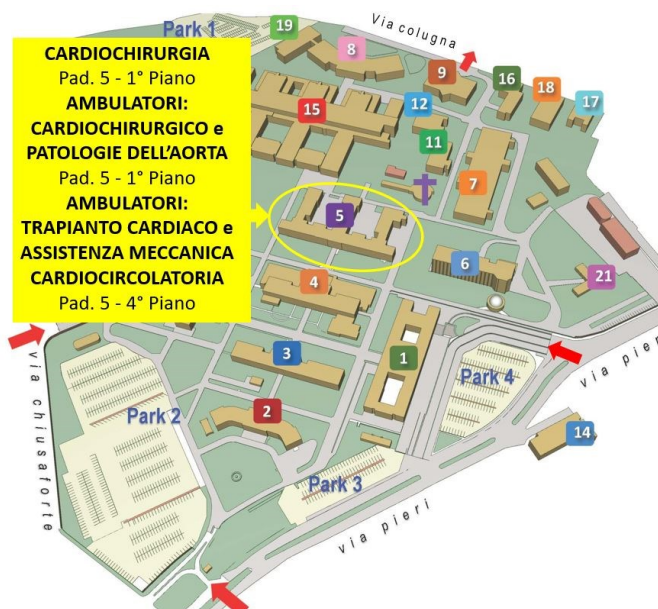 Park 1
19
8
Via colugna
9
16
18
17
CARDIOCHIRURGIA
Pad. 5 - 1° Piano
AMBULATORI:
CARDIOCHIRURGICO e
PATOLOGIE DELL'AORTA
Pad. 5 - 1° Piano
AMBULATORI:
TRAPIANTO CARDIACO e
ASSISTENZA MECCANICA
CARDIOCIRCOLATORIA
Pad. 5 - 4° Piano
15
12
11
7
5
6
21
4
3
1
2
Park 4
via pieri
Park 2
via chiusaforte
14
Park 3
via pieri